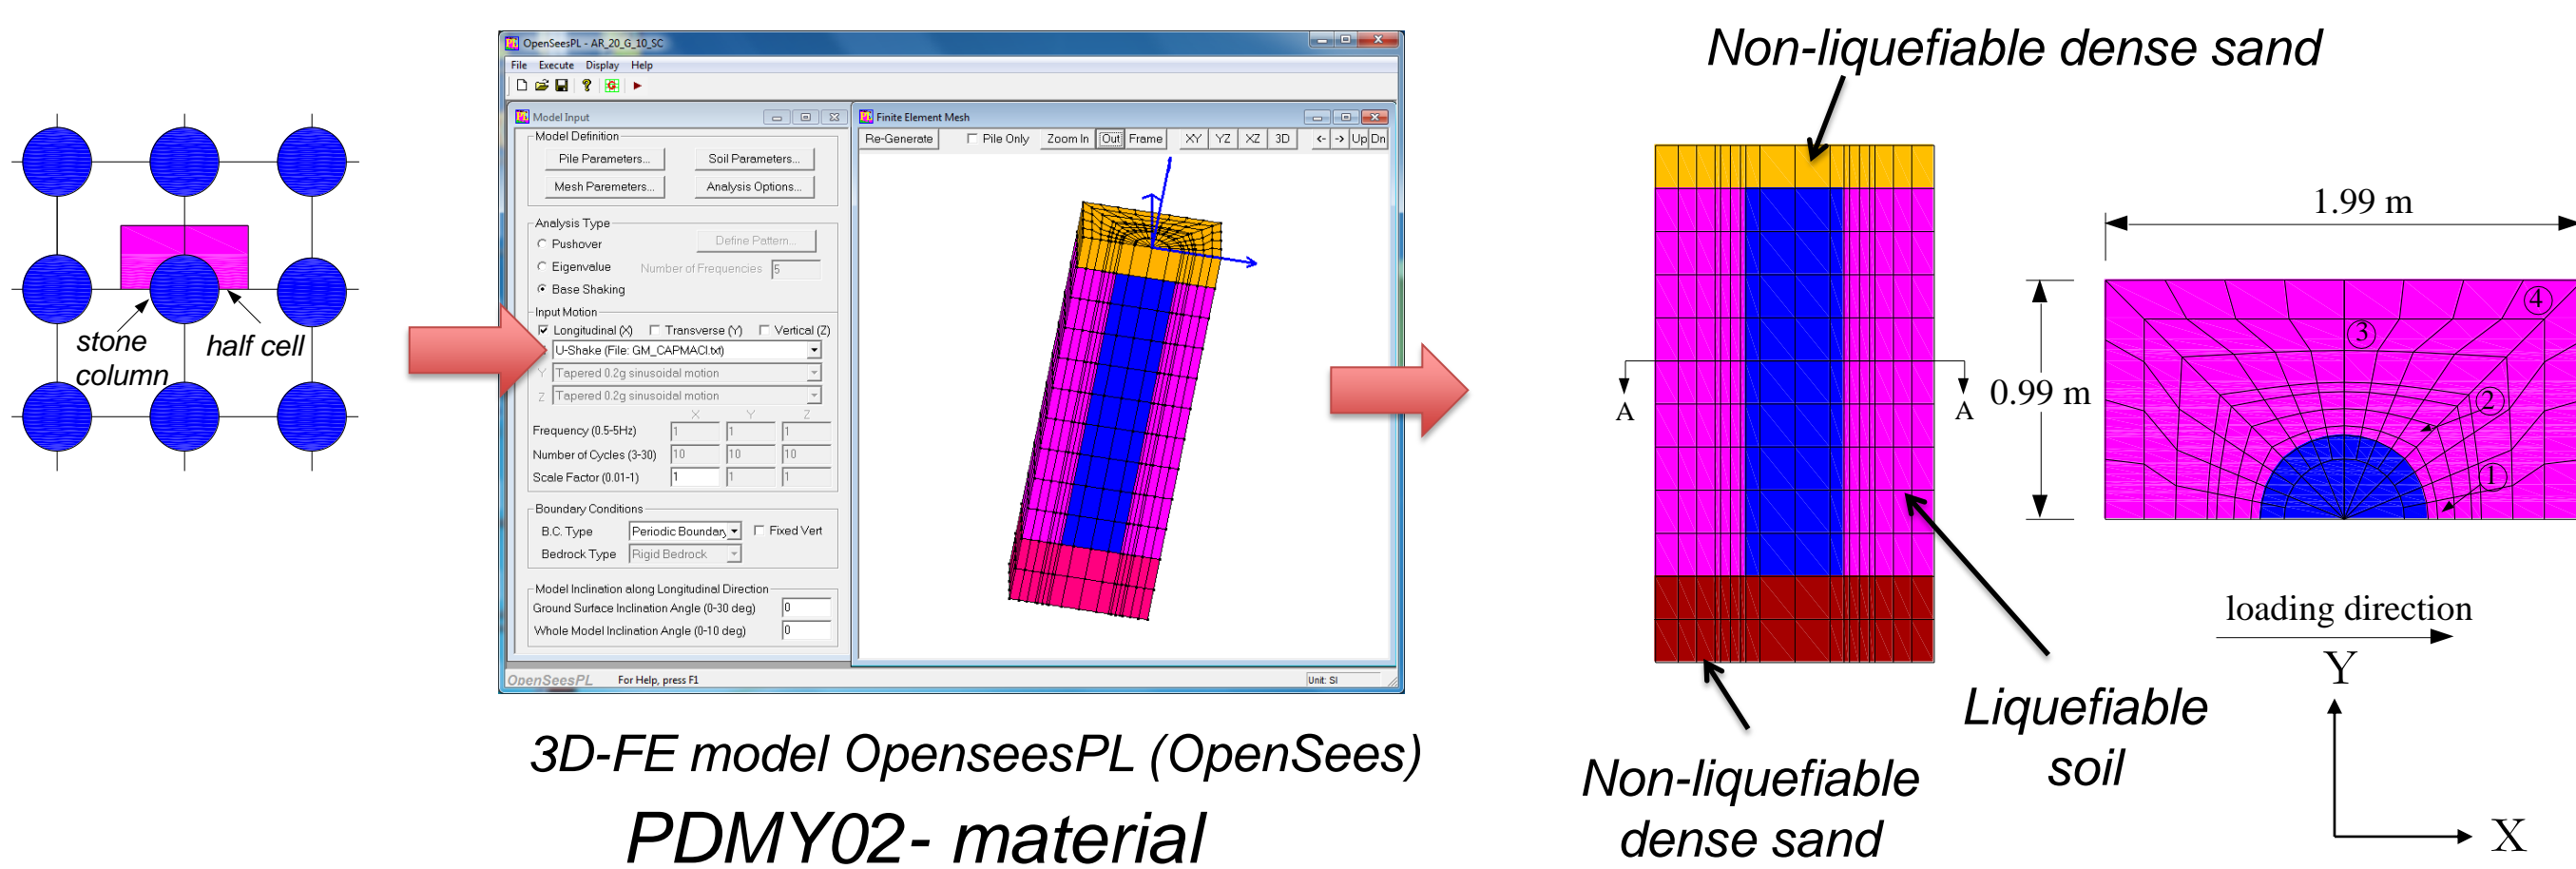 stone
column
half cell
OpenSeesPL - AR_20_G_10_SC
File Execute Display Help
Model Input
Model Definition
Pile Parameters...
Soil Parameters...
Mesh Paremeters...
Analysis Options...
Analysis Type
Pushover
Define Pattern...
Eigenvalue
Number of Frequencies 5
Base Shaking
Input Motion
Longitudinal (X) Transverse (Y) Vertical (Z)
U-Shake (File: GM_CAPMACI.txt)
Y Tapered 0.2g sinusoidal motion
Z Tapered 0.2g sinusoidal motion
X Y Z
Frequency (0.5-5Hz) 1 1 1
Number of Cycles (3-30) 10 10 10
Scale Factor (0.01-1) 1 1 1
Boundary Conditions
B.C. Type Periodic Boundary Fixed Vert
Bedrock Type Rigid Bedrock
Model Inclination along Longitudinal Direction
Ground Surface Inclination Angle (0-30 deg) 0
Whole Model Inclination Angle (0-10 deg) 0
Finite Element Mesh
Re-Generate Pile Only Zoom In Out Frame XY YZ XZ 3D <- -> Up Dn
OpenSeesPL For Help, press F1 Unit: SI
3D-FE model OpenseesPL (OpenSees)
PDMY02- material
Non-liquefiable dense sand
A A
Non-liquefiable
dense sand
Liquefiable
soil
1.99 m
0.99 m
4
3
2
1
loading direction
Y
X